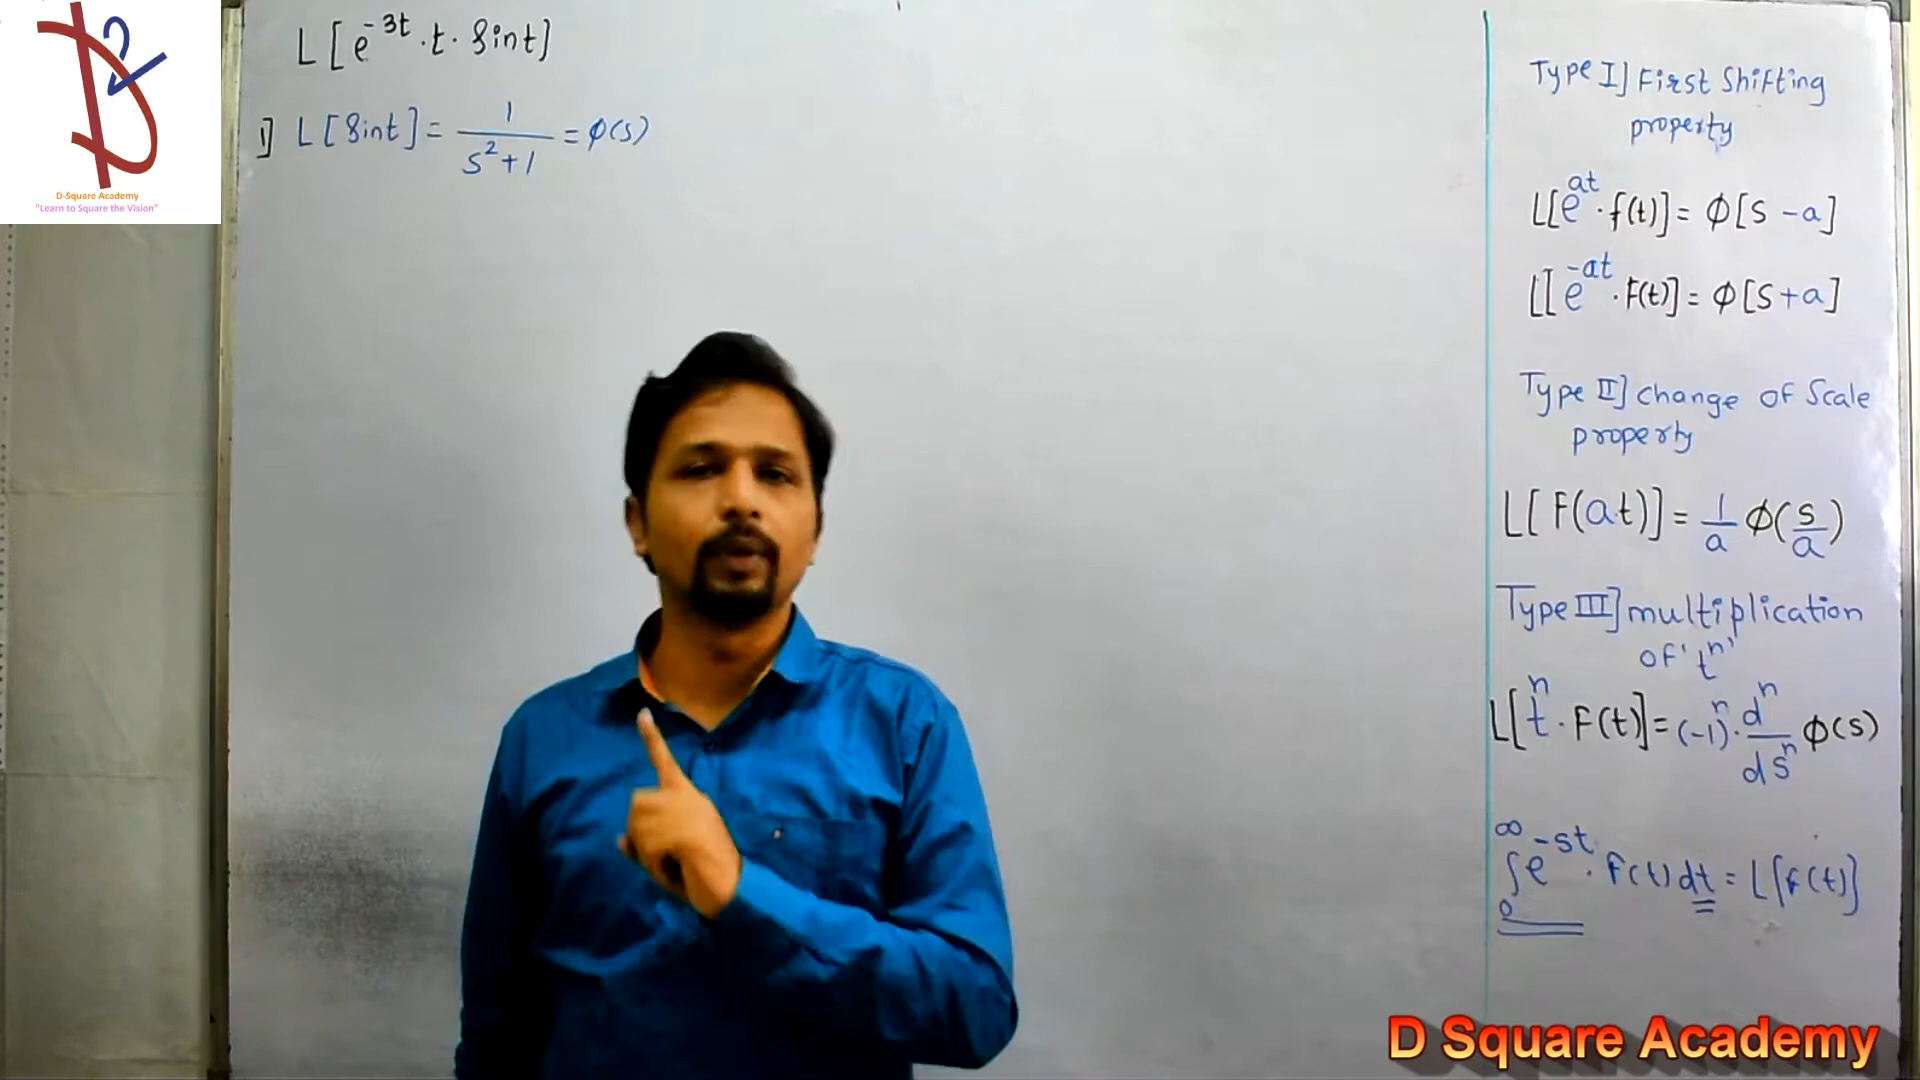 D-Square Academy
"Learn to Square the Vision"
L[e^{-3t}.t.sint]
1] L[sint] = 1/(s²+1) = φ(s)
Type I] First Shifting
property
L[e^{at}.f(t)] = φ[s-a]
L[e^{-at}.F(t)] = φ[s+a]
Type II] change of Scale
property
L[F(at)] = 1/a φ(s/a)
Type III] multiplication
of 't^n'
L[t^n.F(t)] = (-1)^n.d^n/ds^n φ(s)
∫_0^∞ e^{-st}.F(t)dt = L[F(t)]
D Square Academy